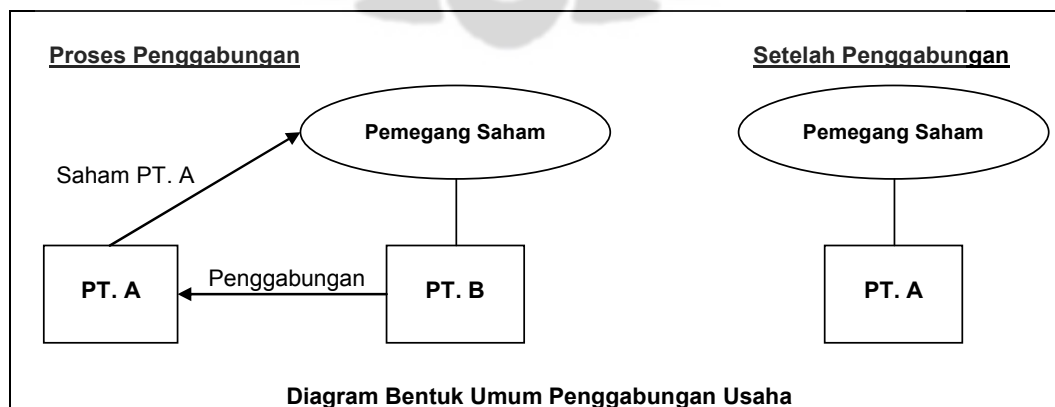 Proses Penggabungan
Setelah Penggabungan
Pemegang Saham
Pemegang Saham
Saham PT. A
PT. A
Penggabungan
PT. B
PT. A
Diagram Bentuk Umum Penggabungan Usaha